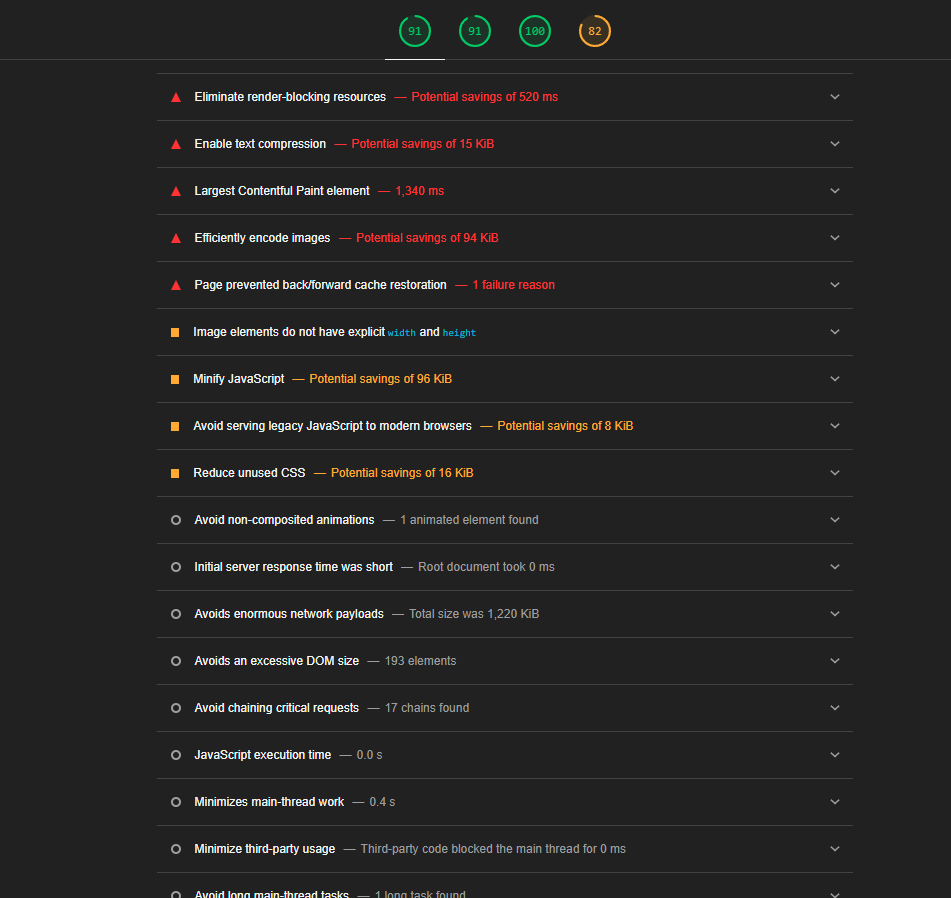 91 91 100 82
Eliminate render-blocking resources — Potential savings of 520 ms
Enable text compression — Potential savings of 15 KiB
Largest Contentful Paint element — 1,340 ms
Efficiently encode images — Potential savings of 94 KiB
Page prevented back/forward cache restoration — 1 failure reason
Image elements do not have explicit width and height
Minify JavaScript — Potential savings of 96 KiB
Avoid serving legacy JavaScript to modern browsers — Potential savings of 8 KiB
Reduce unused CSS — Potential savings of 16 KiB
Avoid non-composited animations — 1 animated element found
Initial server response time was short — Root document took 0 ms
Avoids enormous network payloads — Total size was 1,220 KiB
Avoids an excessive DOM size — 193 elements
Avoid chaining critical requests — 17 chains found
JavaScript execution time — 0.0 s
Minimizes main-thread work — 0.4 s
Minimize third-party usage — Third-party code blocked the main thread for 0 ms
Avoid long main-thread tasks — 1 long task found